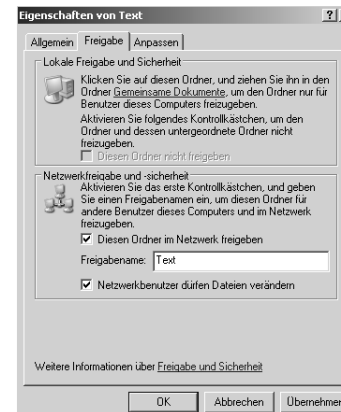 Eigenschaften von Text
?
Allgemein Freigabe Anpassen
Lokale Freigabe und Sicherheit
Klicken Sie auf diesen Ordner, und ziehen Sie ihn in den
Ordner Gemeinsame Dokumente, um den Ordner nur für
Benutzer dieses Computers freizugeben.
Aktivieren Sie folgendes Kontrollkästchen, um den
Ordner und dessen untergeordnete Ordner nicht
freizugeben.
Diesen Ordner nicht freigeben
Netzwerkfreigabe und -sicherheit
Aktivieren Sie das erste Kontrollkästchen, und geben
Sie einen Freigabenamen ein, um diesen Ordner für
andere Benutzer dieses Computers und im Netzwerk
freizugeben.
Diesen Ordner im Netzwerk freigeben
Freigabename: Text
Netzwerkbenutzer dürfen Dateien verändern
Weitere Informationen über Freigabe und Sicherheit
OK Abbrechen Übernehmen